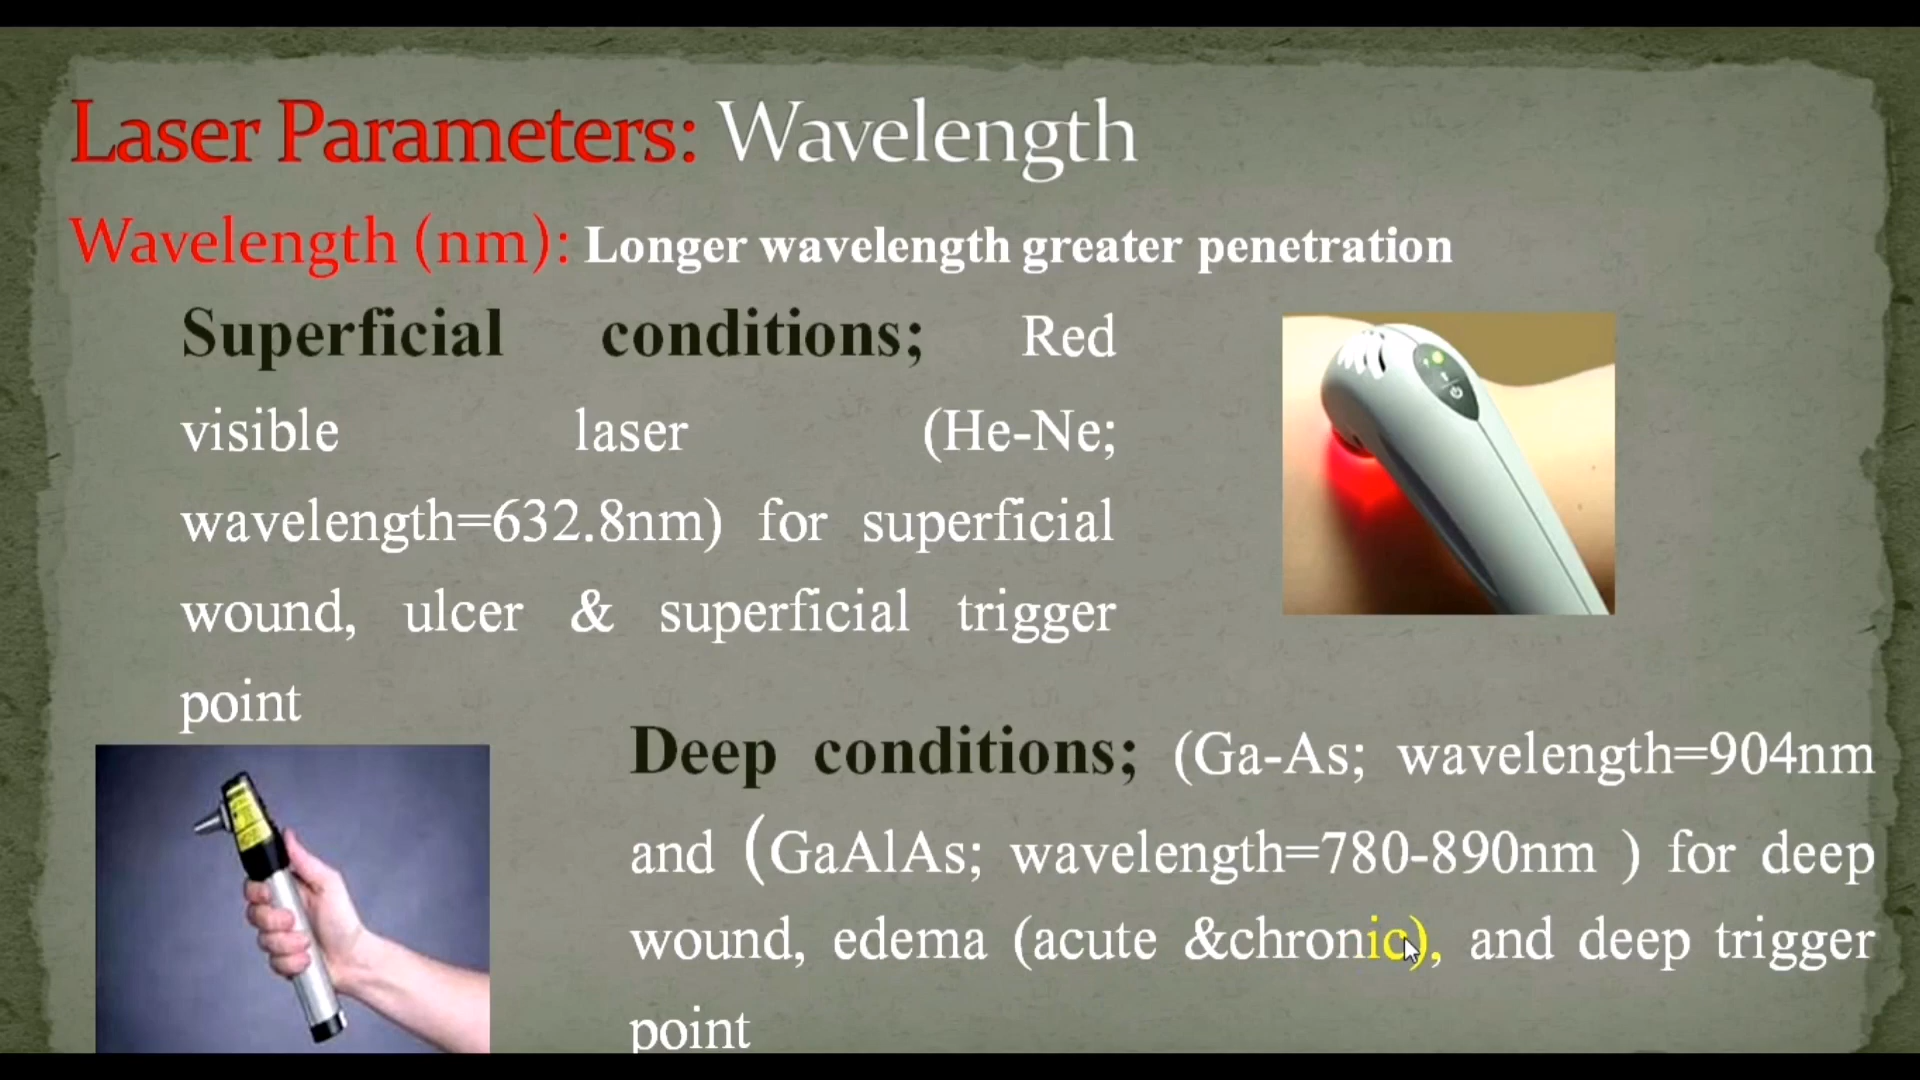 Laser Parameters: Wavelength
Wavelength (nm): Longer wavelength greater penetration
Superficial conditions; Red
visible laser (He-Ne;
wavelength=632.8nm) for superficial
wound, ulcer & superficial trigger
point
Deep conditions; (Ga-As; wavelength=904nm
and (GaAlAs; wavelength=780-890nm ) for deep
wound, edema (acute &chronic), and deep trigger
point